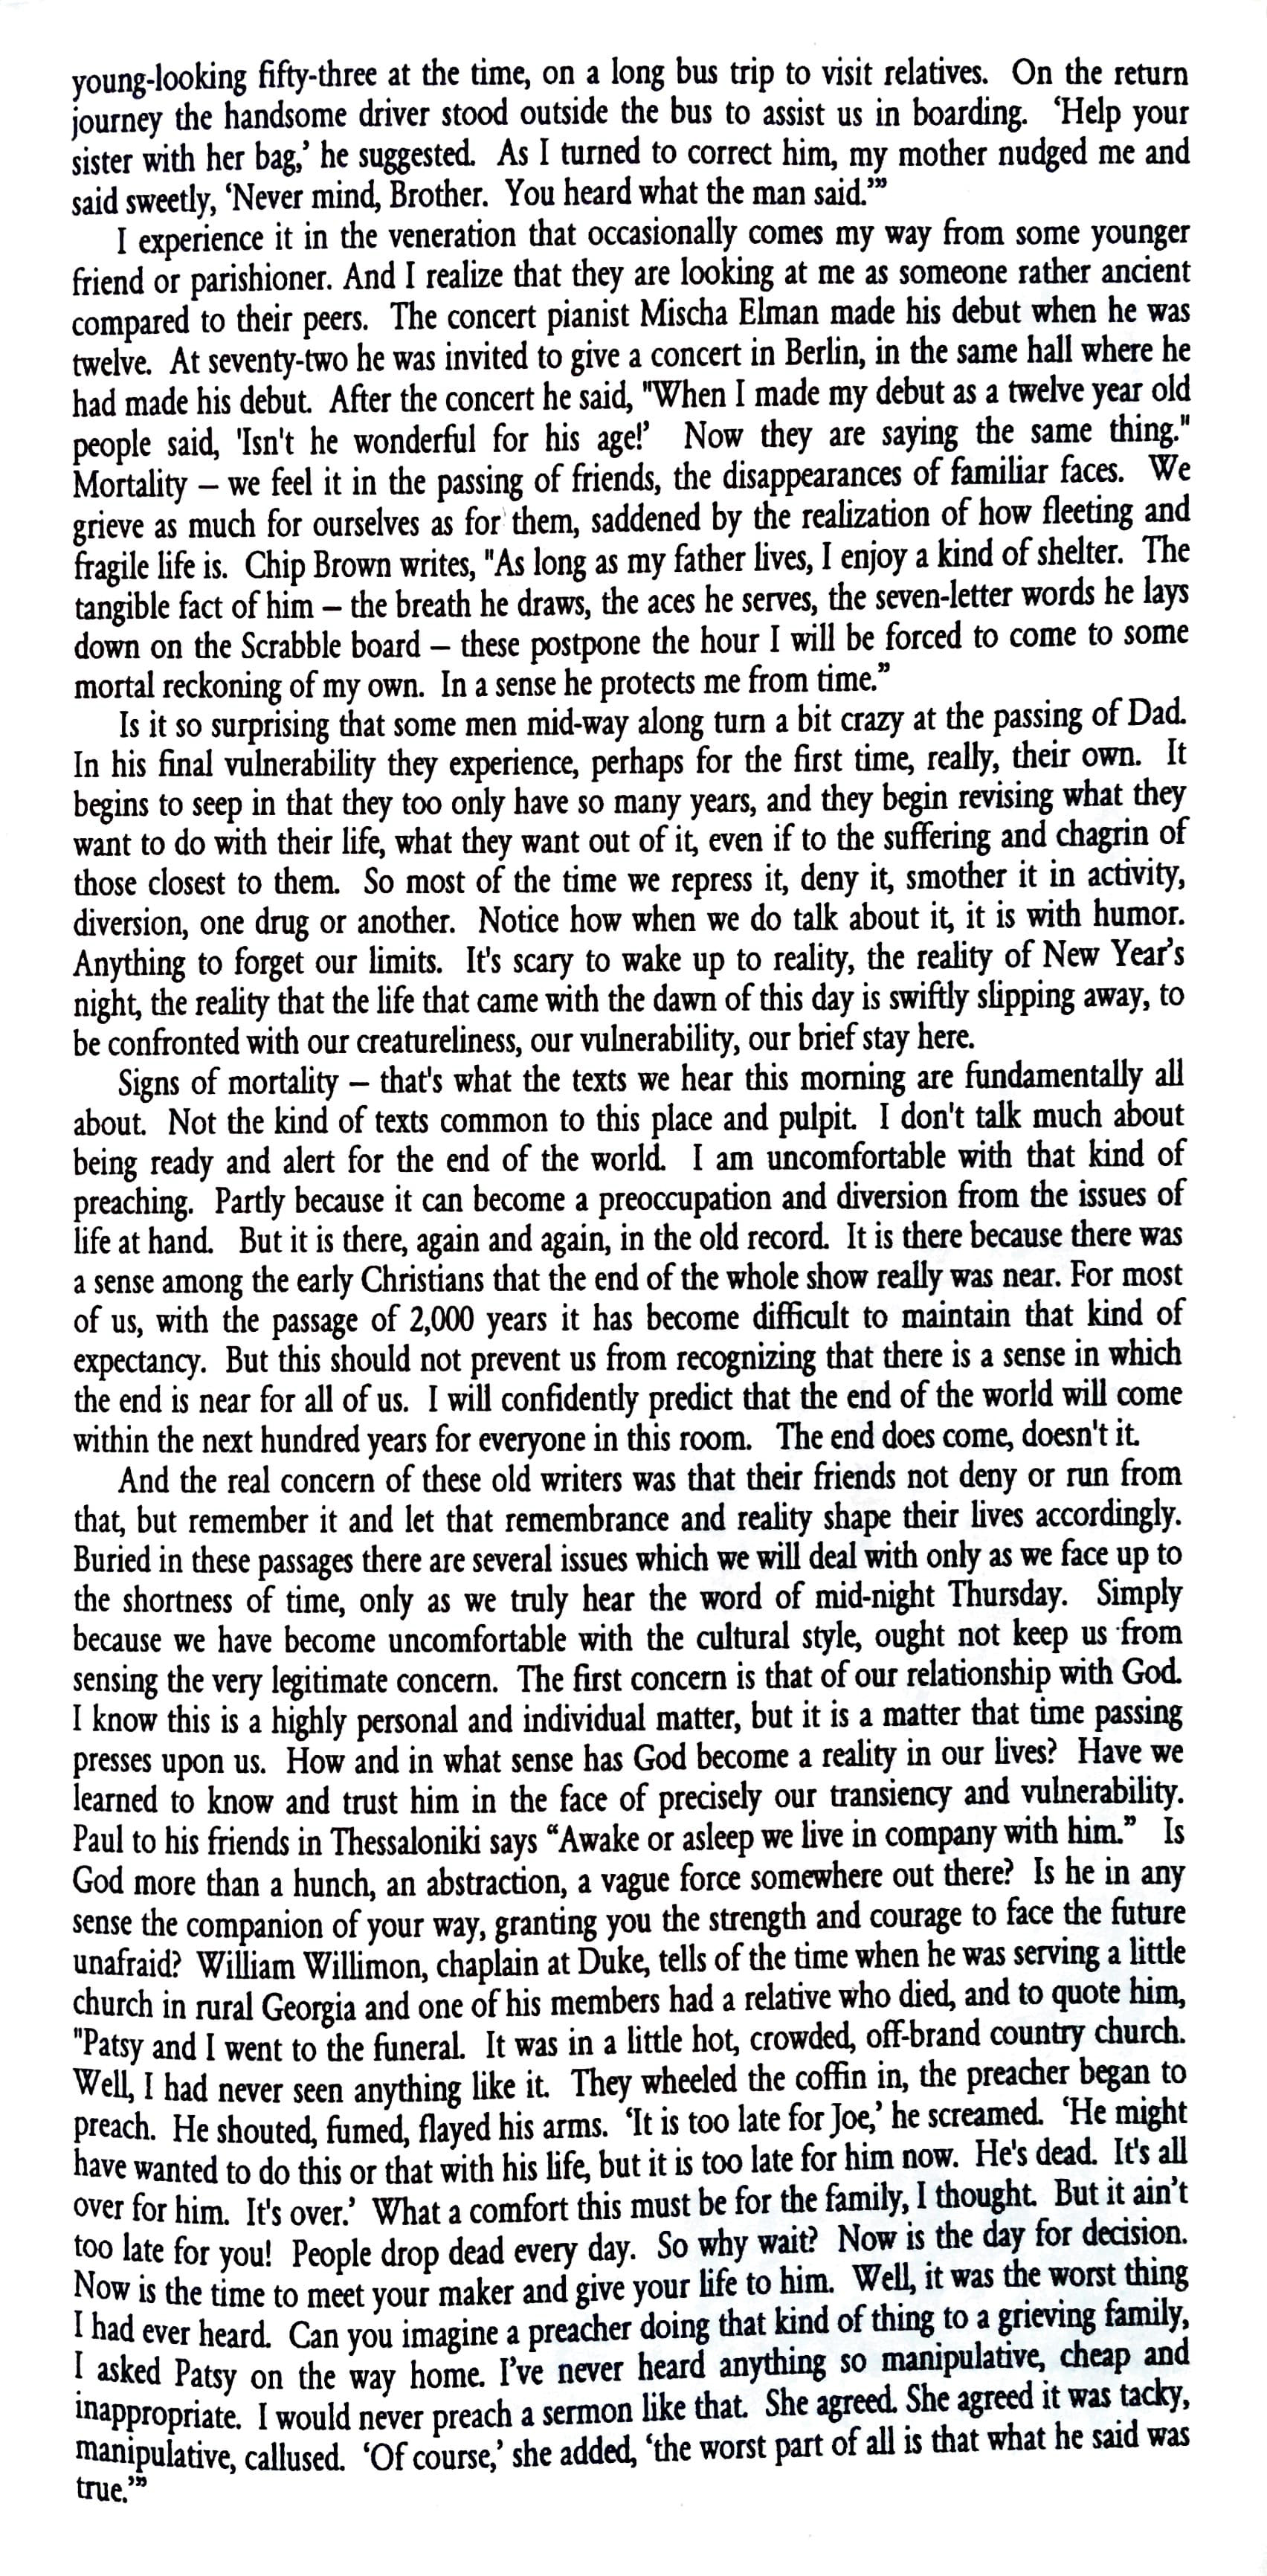 young-looking fifty-three at the time, on a long bus trip to visit relatives. On the return
journey the handsome driver stood outside the bus to assist us in boarding. ‘Help your
sister with her bag,’ he suggested. As I turned to correct him, my mother nudged me and
said sweetly, ‘Never mind, Brother. You heard what the man said.’”
I experience it in the veneration that occasionally comes my way from some younger
friend or parishioner. And I realize that they are looking at me as someone rather ancient
compared to their peers. The concert pianist Mischa Elman made his debut when he was
twelve. At seventy-two he was invited to give a concert in Berlin, in the same hall where he
had made his debut. After the concert he said, "When I made my debut as a twelve year old
people said, 'Isn't he wonderful for his age!’ Now they are saying the same thing."
Mortality – we feel it in the passing of friends, the disappearances of familiar faces. We
grieve as much for ourselves as for them, saddened by the realization of how fleeting and
fragile life is. Chip Brown writes, "As long as my father lives, I enjoy a kind of shelter. The
tangible fact of him – the breath he draws, the aces he serves, the seven-letter words he lays
down on the Scrabble board – these postpone the hour I will be forced to come to some
mortal reckoning of my own. In a sense he protects me from time.”
Is it so surprising that some men mid-way along turn a bit crazy at the passing of Dad.
In his final vulnerability they experience, perhaps for the first time, really, their own. It
begins to seep in that they too only have so many years, and they begin revising what they
want to do with their life, what they want out of it, even if to the suffering and chagrin of
those closest to them. So most of the time we repress it, deny it, smother it in activity,
diversion, one drug or another. Notice how when we do talk about it, it is with humor.
Anything to forget our limits. It's scary to wake up to reality, the reality of New Year’s
night, the reality that the life that came with the dawn of this day is swiftly slipping away, to
be confronted with our creatureliness, our vulnerability, our brief stay here.
Signs of mortality – that's what the texts we hear this morning are fundamentally all
about. Not the kind of texts common to this place and pulpit. I don't talk much about
being ready and alert for the end of the world. I am uncomfortable with that kind of
preaching. Partly because it can become a preoccupation and diversion from the issues of
life at hand. But it is there, again and again, in the old record. It is there because there was
a sense among the early Christians that the end of the whole show really was near. For most
of us, with the passage of 2,000 years it has become difficult to maintain that kind of
expectancy. But this should not prevent us from recognizing that there is a sense in which
the end is near for all of us. I will confidently predict that the end of the world will come
within the next hundred years for everyone in this room. The end does come, doesn't it.
And the real concern of these old writers was that their friends not deny or run from
that, but remember it and let that remembrance and reality shape their lives accordingly.
Buried in these passages there are several issues which we will deal with only as we face up to
the shortness of time, only as we truly hear the word of mid-night Thursday. Simply
because we have become uncomfortable with the cultural style, ought not keep us from
sensing the very legitimate concern. The first concern is that of our relationship with God.
I know this is a highly personal and individual matter, but it is a matter that time passing
presses upon us. How and in what sense has God become a reality in our lives? Have we
learned to know and trust him in the face of precisely our transiency and vulnerability.
Paul to his friends in Thessaloniki says “Awake or asleep we live in company with him.” Is
God more than a hunch, an abstraction, a vague force somewhere out there? Is he in any
sense the companion of your way, granting you the strength and courage to face the future
unafraid? William Willimon, chaplain at Duke, tells of the time when he was serving a little
church in rural Georgia and one of his members had a relative who died, and to quote him,
"Patsy and I went to the funeral. It was in a little hot, crowded, off-brand country church.
Well, I had never seen anything like it. They wheeled the coffin in, the preacher began to
preach. He shouted, fumed, flayed his arms. ‘It is too late for Joe,’ he screamed. ‘He might
have wanted to do this or that with his life, but it is too late for him now. He's dead. It's all
over for him. It's over.’ What a comfort this must be for the family, I thought. But it ain’t
too late for you! People drop dead every day. So why wait? Now is the day for decision.
Now is the time to meet your maker and give your life to him. Well, it was the worst thing
I had ever heard. Can you imagine a preacher doing that kind of thing to a grieving family,
I asked Patsy on the way home. I’ve never heard anything so manipulative, cheap and
inappropriate. I would never preach a sermon like that. She agreed. She agreed it was tacky,
manipulative, callused. ‘Of course,’ she added, ‘the worst part of all is that what he said was
true.’”